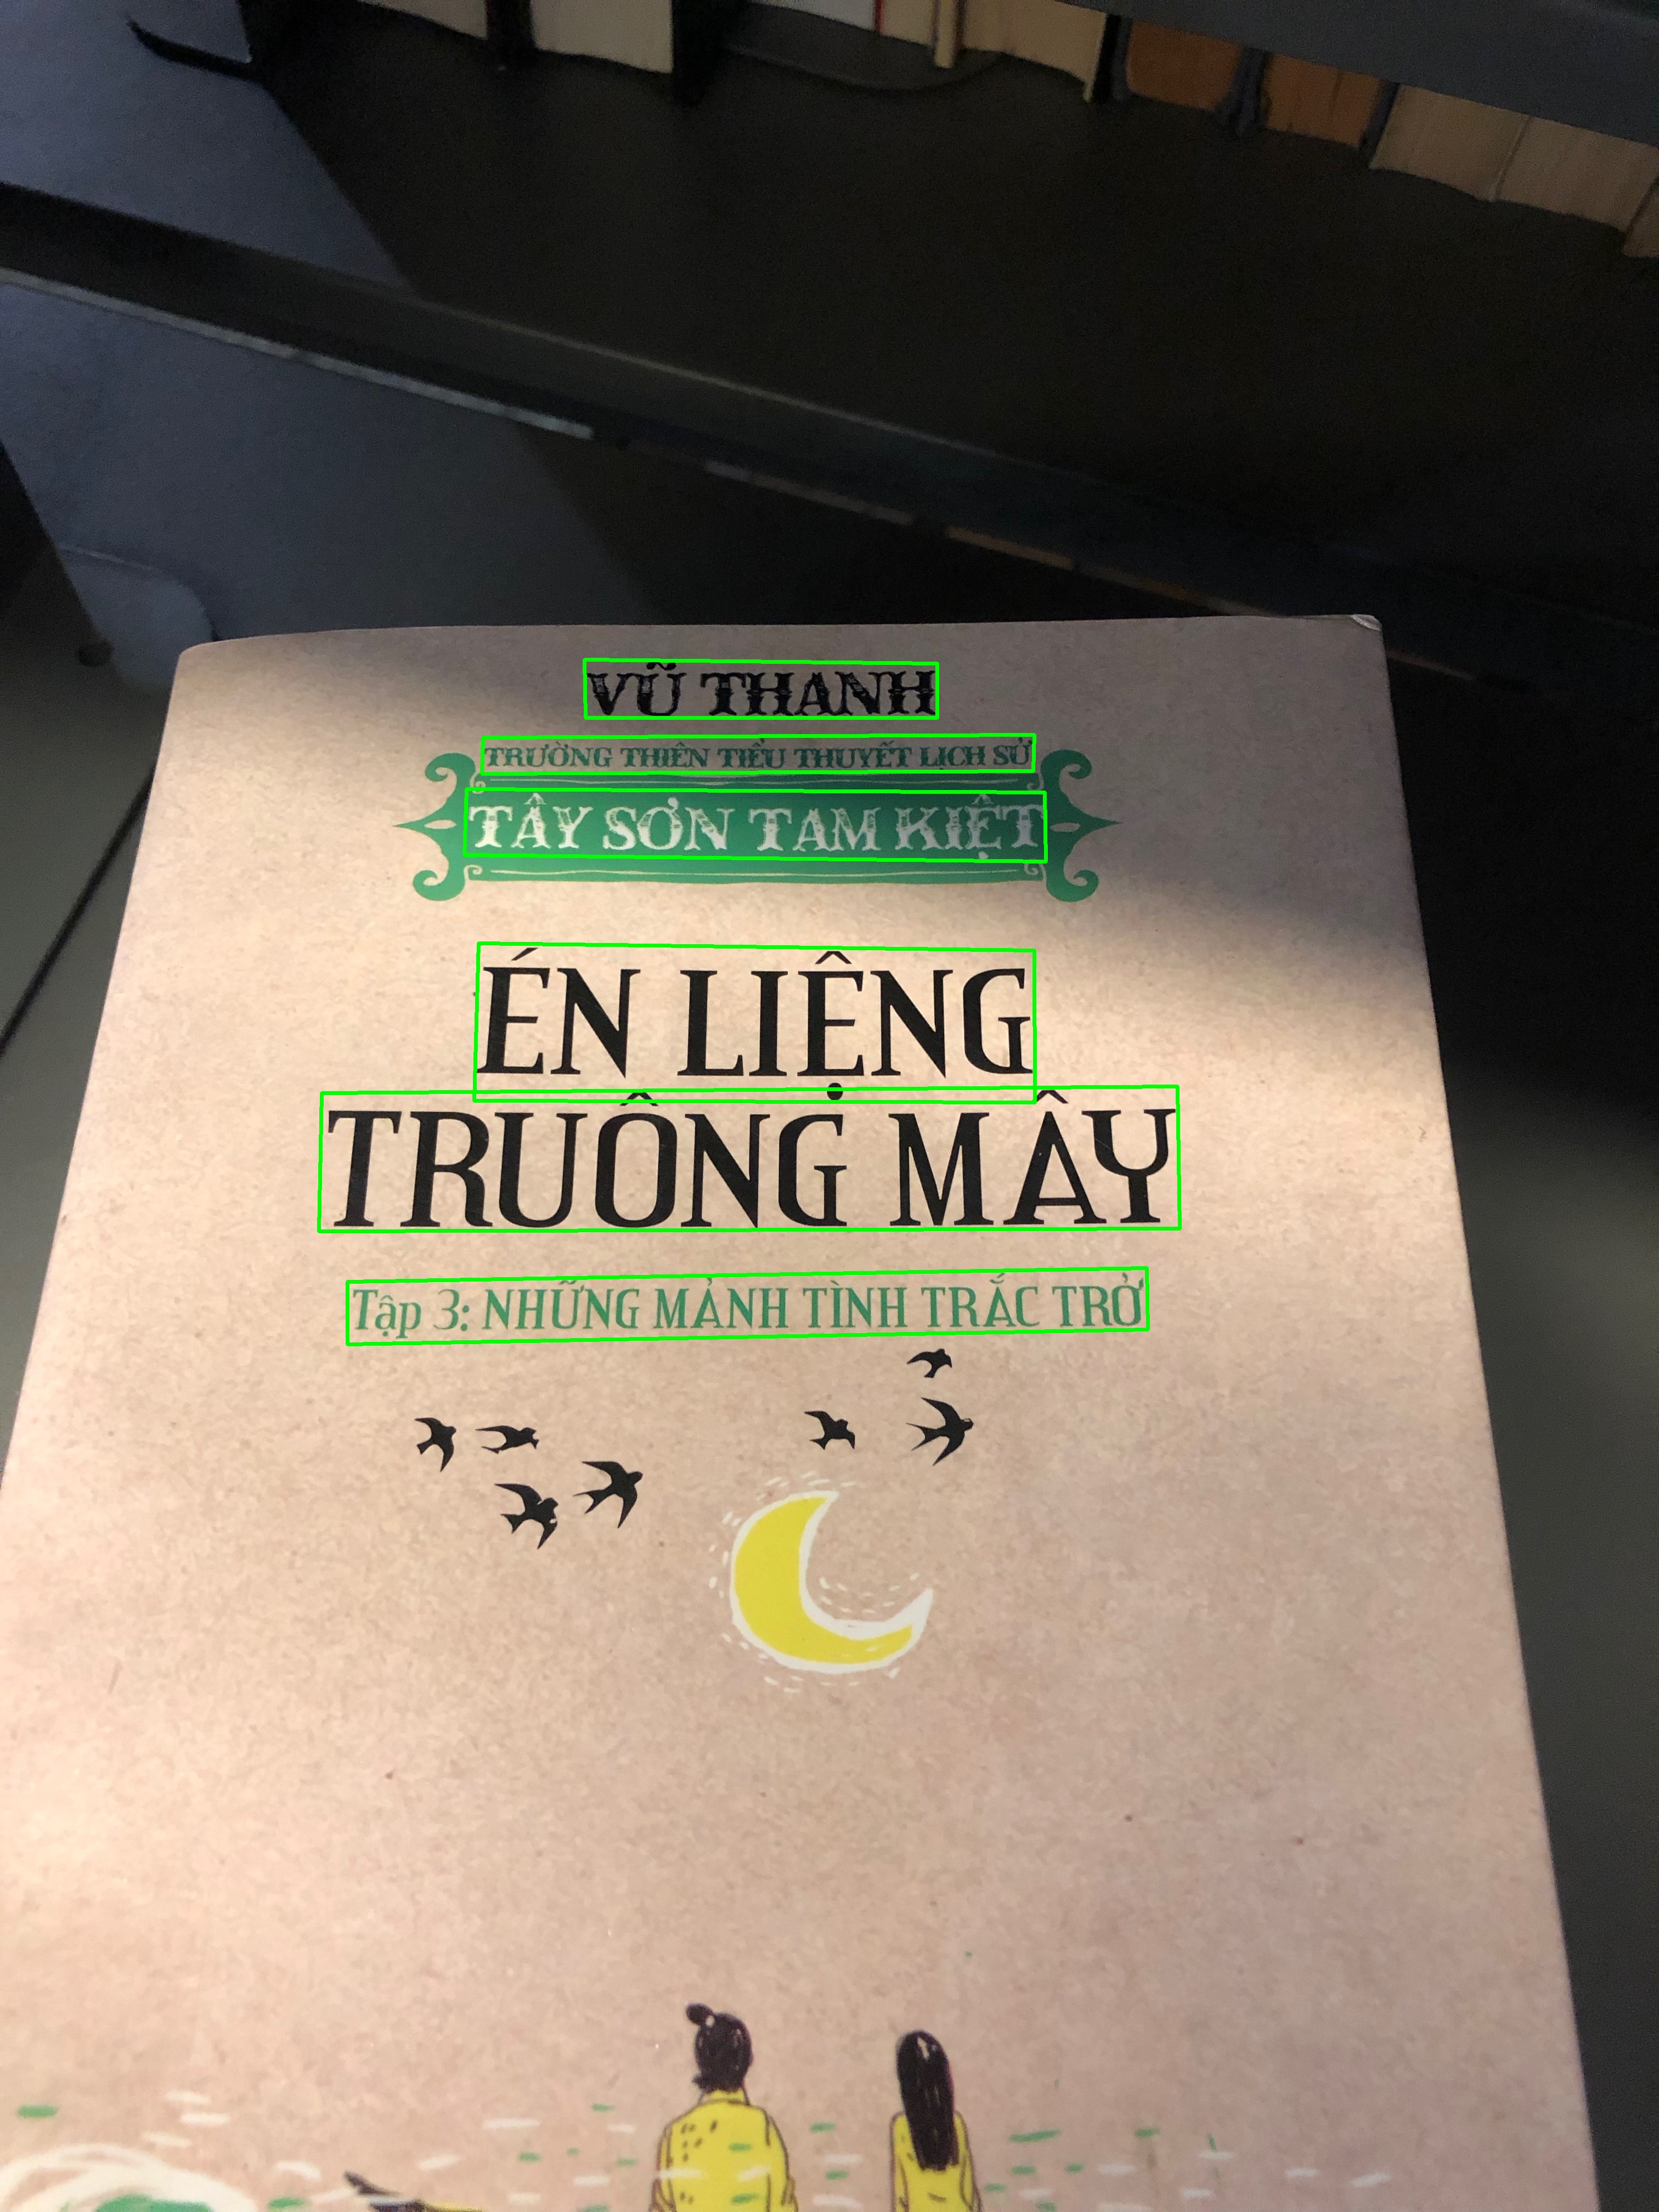 VŨ THANH
TRƯỜNG THIÊN TIỂU THUYẾT LỊCH SỬ
TÂY SƠN TAM KIỆT
ÉN LIỆNG
TRUÔNG MÂY
Tập 3: NHỮNG MẢNH TÌNH TRẮC TRỞ